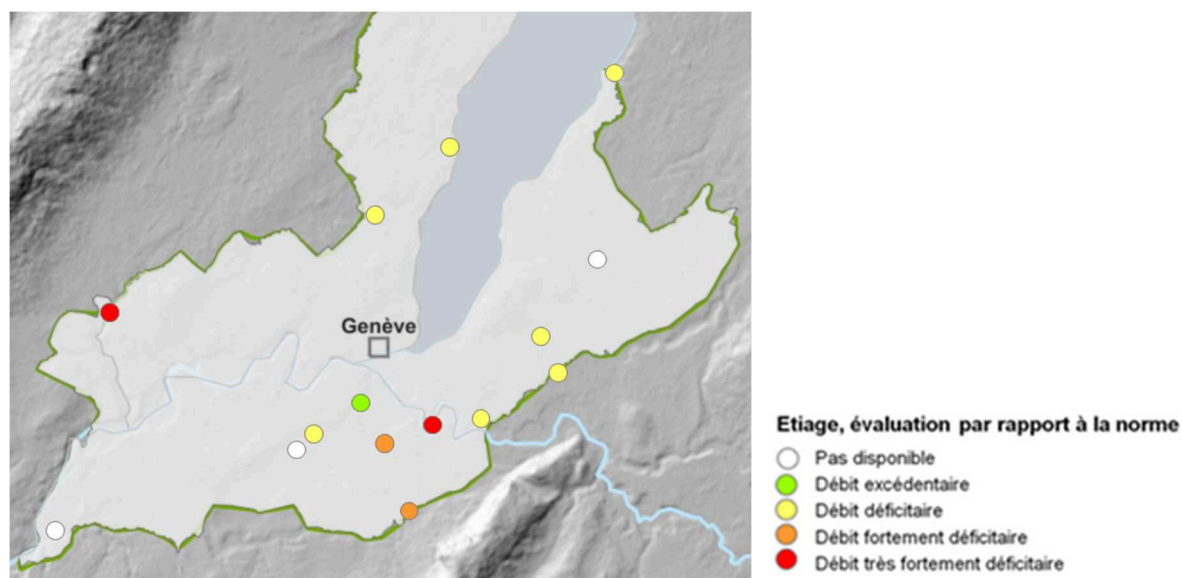 Genève
Etiage, évaluation par rapport à la norme
Pas disponible
Débit excédentaire
Débit déficitaire
Débit fortement déficitaire
Débit très fortement déficitaire